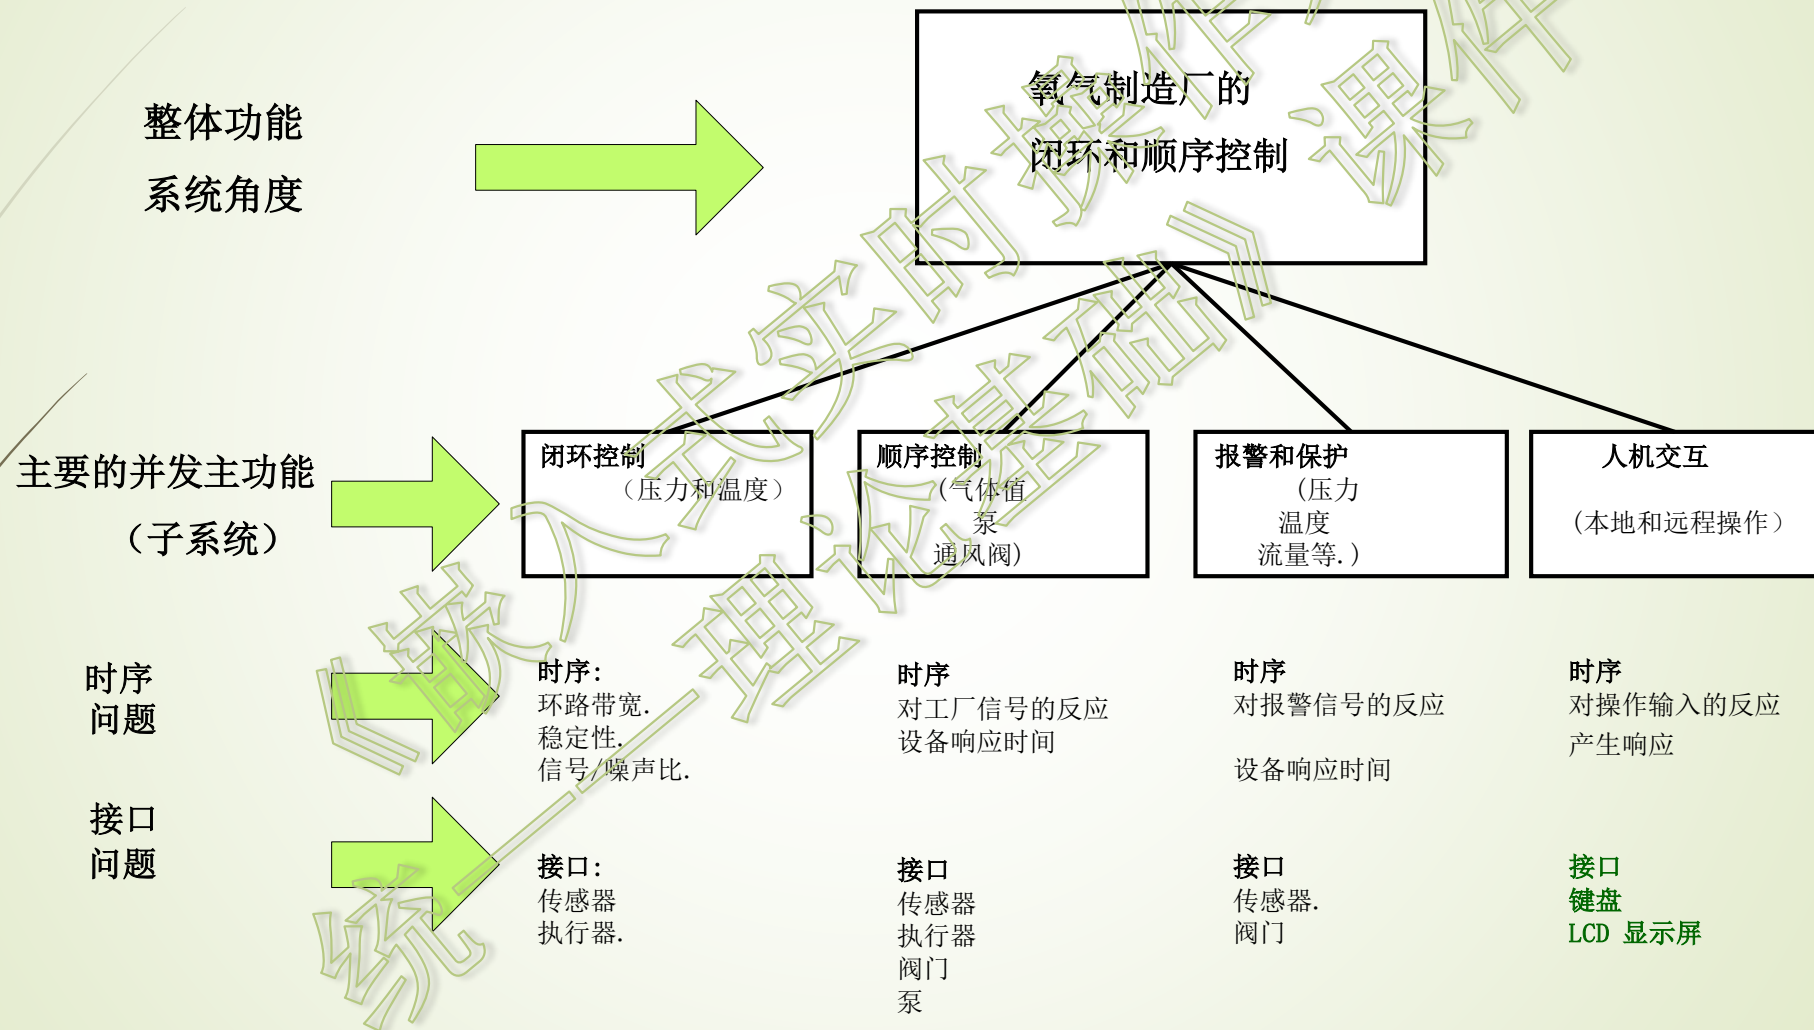 整体功能
系统角度
氧气制造厂的
闭环和顺序控制
主要的并发主功能
（子系统）
闭环控制
（压力和温度）
顺序控制
(气体值
泵
通风阀)
报警和保护
(压力
温度
流量等.)
人机交互
(本地和远程操作）
时序
问题
时序:
环路带宽.
稳定性.
信号/噪声比.
时序
对工厂信号的反应
设备响应时间
时序
对报警信号的反应
设备响应时间
时序
对操作输入的反应
产生响应
接口
问题
接口:
传感器
执行器.
接口
传感器
执行器
阀门
泵
接口
传感器.
阀门
接口
键盘
LCD 显示屏
《嵌入式实时操作
统——理论基础》课件